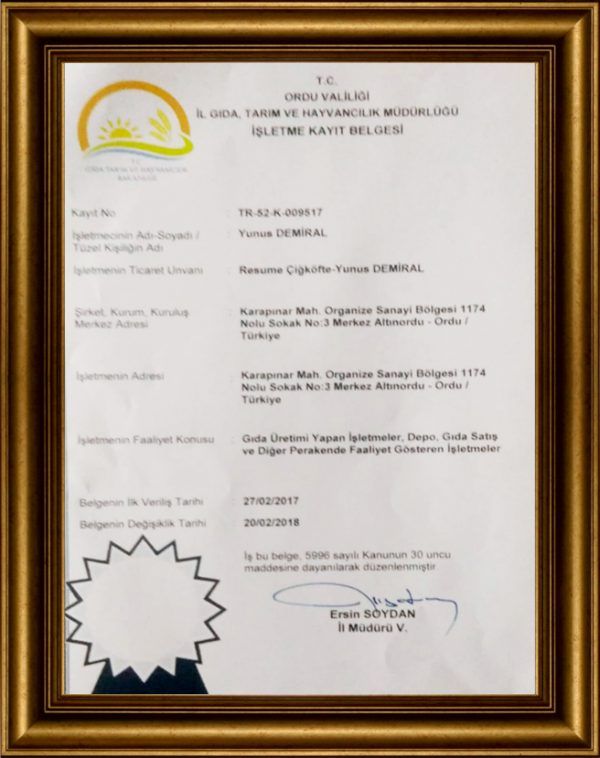 T.C.
ORDU VALİLİĞİ
İL GIDA, TARIM VE HAYVANCILIK MÜDÜRLÜĞÜ
İŞLETME KAYIT BELGESİ
T.C.
GIDA TARIM VE HAYVANCILIK
BAKANLIĞI
Kayıt No : TR-52-K-009517
İşletmecinin Adı-Soyadı / : Yunus DEMİRAL
Tüzel Kişiliğin Adı
İşletmenin Ticaret Unvanı : Resume Çiğköfte-Yunus DEMİRAL
Şirket, Kurum, Kuruluş : Karapınar Mah. Organize Sanayi Bölgesi 1174
Merkez Adresi Nolu Sokak No:3 Merkez Altınordu - Ordu /
Türkiye
İşletmenin Adresi : Karapınar Mah. Organize Sanayi Bölgesi 1174
Nolu Sokak No:3 Merkez Altınordu - Ordu /
Türkiye
İşletmenin Faaliyet Konusu : Gıda Üretimi Yapan İşletmeler, Depo, Gıda Satış
ve Diğer Perakende Faaliyet Gösteren İşletmeler
Belgenin İlk Veriliş Tarihi : 27/02/2017
Belgenin Değişiklik Tarihi : 20/02/2018
İş bu belge, 5996 sayılı Kanunun 30 uncu
maddesine dayanılarak düzenlenmiştir
Ersin SOYDAN
İl Müdürü V.